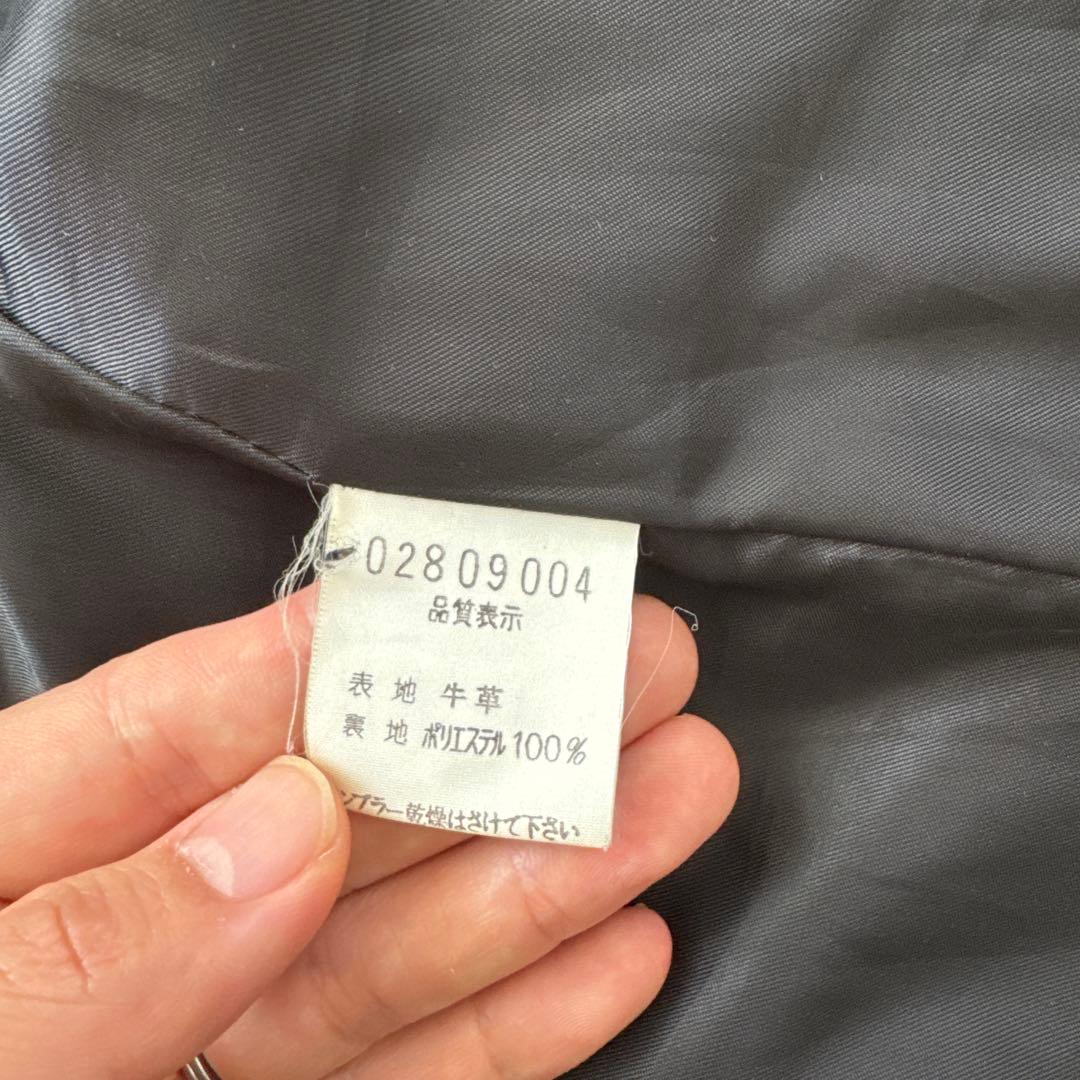 02809004
品質表示
表地 牛革
裏地 ポリエステル100%
ンブラー乾燥はさけて下さい